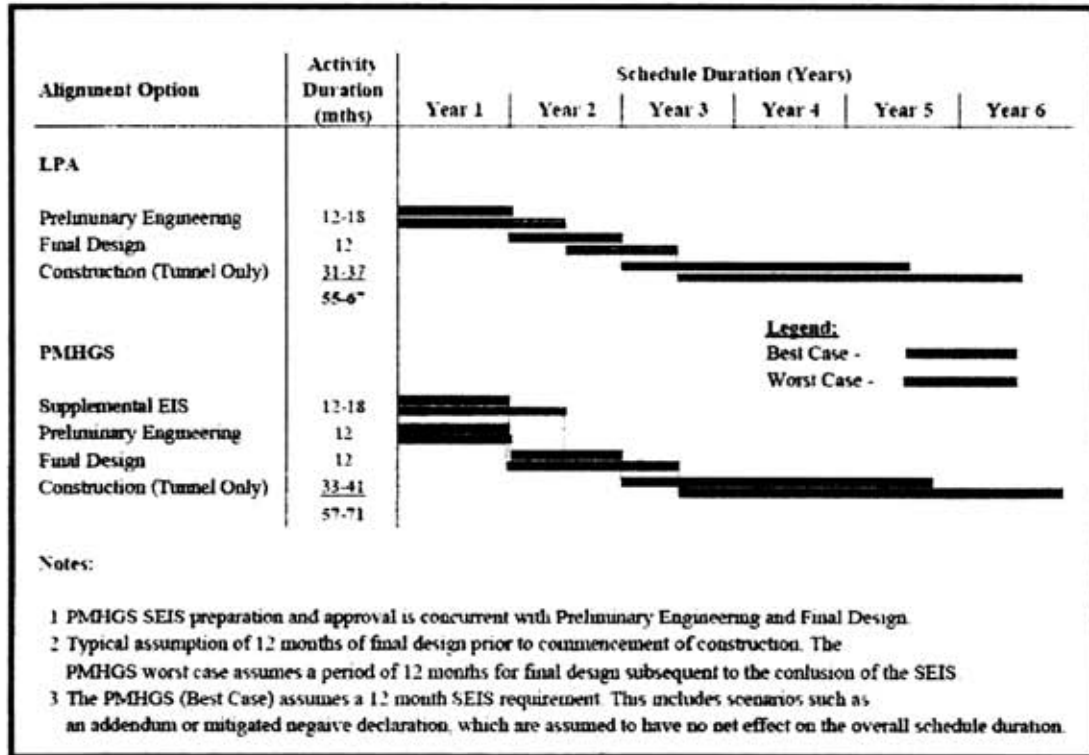 Schedule Duration (Years)
Alignment Option Activity Duration (mths) Year 1 Year 2 Year 3 Year 4 Year 5 Year 6
LPA
Preliminary Engineering 12-18
Final Design 12
Construction (Tunnel Only) 31-37
55-67
Legend:
PMHGS Best Case -
Worst Case -
Supplemental EIS 12-18
Preliminary Engineering 12
Final Design 12
Construction (Tunnel Only) 33-41
57-71
Notes:
1 PMHGS SEIS preparation and approval is concurrent with Preliminary Engineering and Final Design.
2 Typical assumption of 12 months of final design prior to commencement of construction. The
PMHGS worst case assumes a period of 12 months for final design subsequent to the conlusion of the SEIS
3 The PMHGS (Best Case) assumes a 12 month SEIS requirement. This includes scenarios such as
an addendum or mitigated negaive declaration, which are assumed to have no net effect on the overall schedule duration.